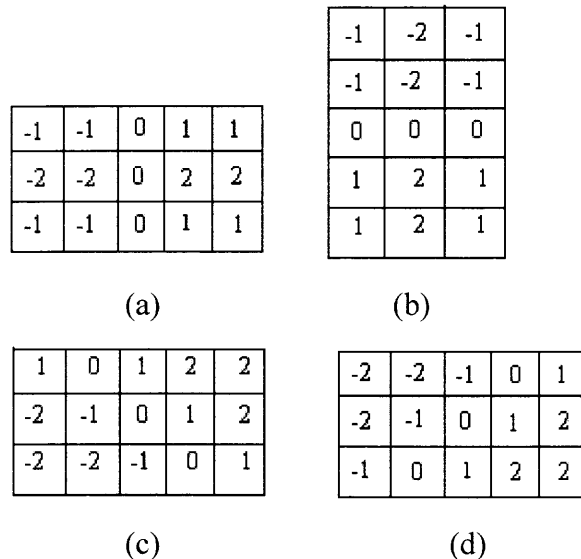 -1 -1 0 1 1
-2 -2 0 2 2
-1 -1 0 1 1
(a)
-1 -2 -1
-1 -2 -1
0 0 0
1 2 1
1 2 1
(b)
1 0 1 2 2
-2 -1 0 1 2
-2 -2 -1 0 1
(c)
-2 -2 -1 0 1
-2 -1 0 1 2
-1 0 1 2 2
(d)